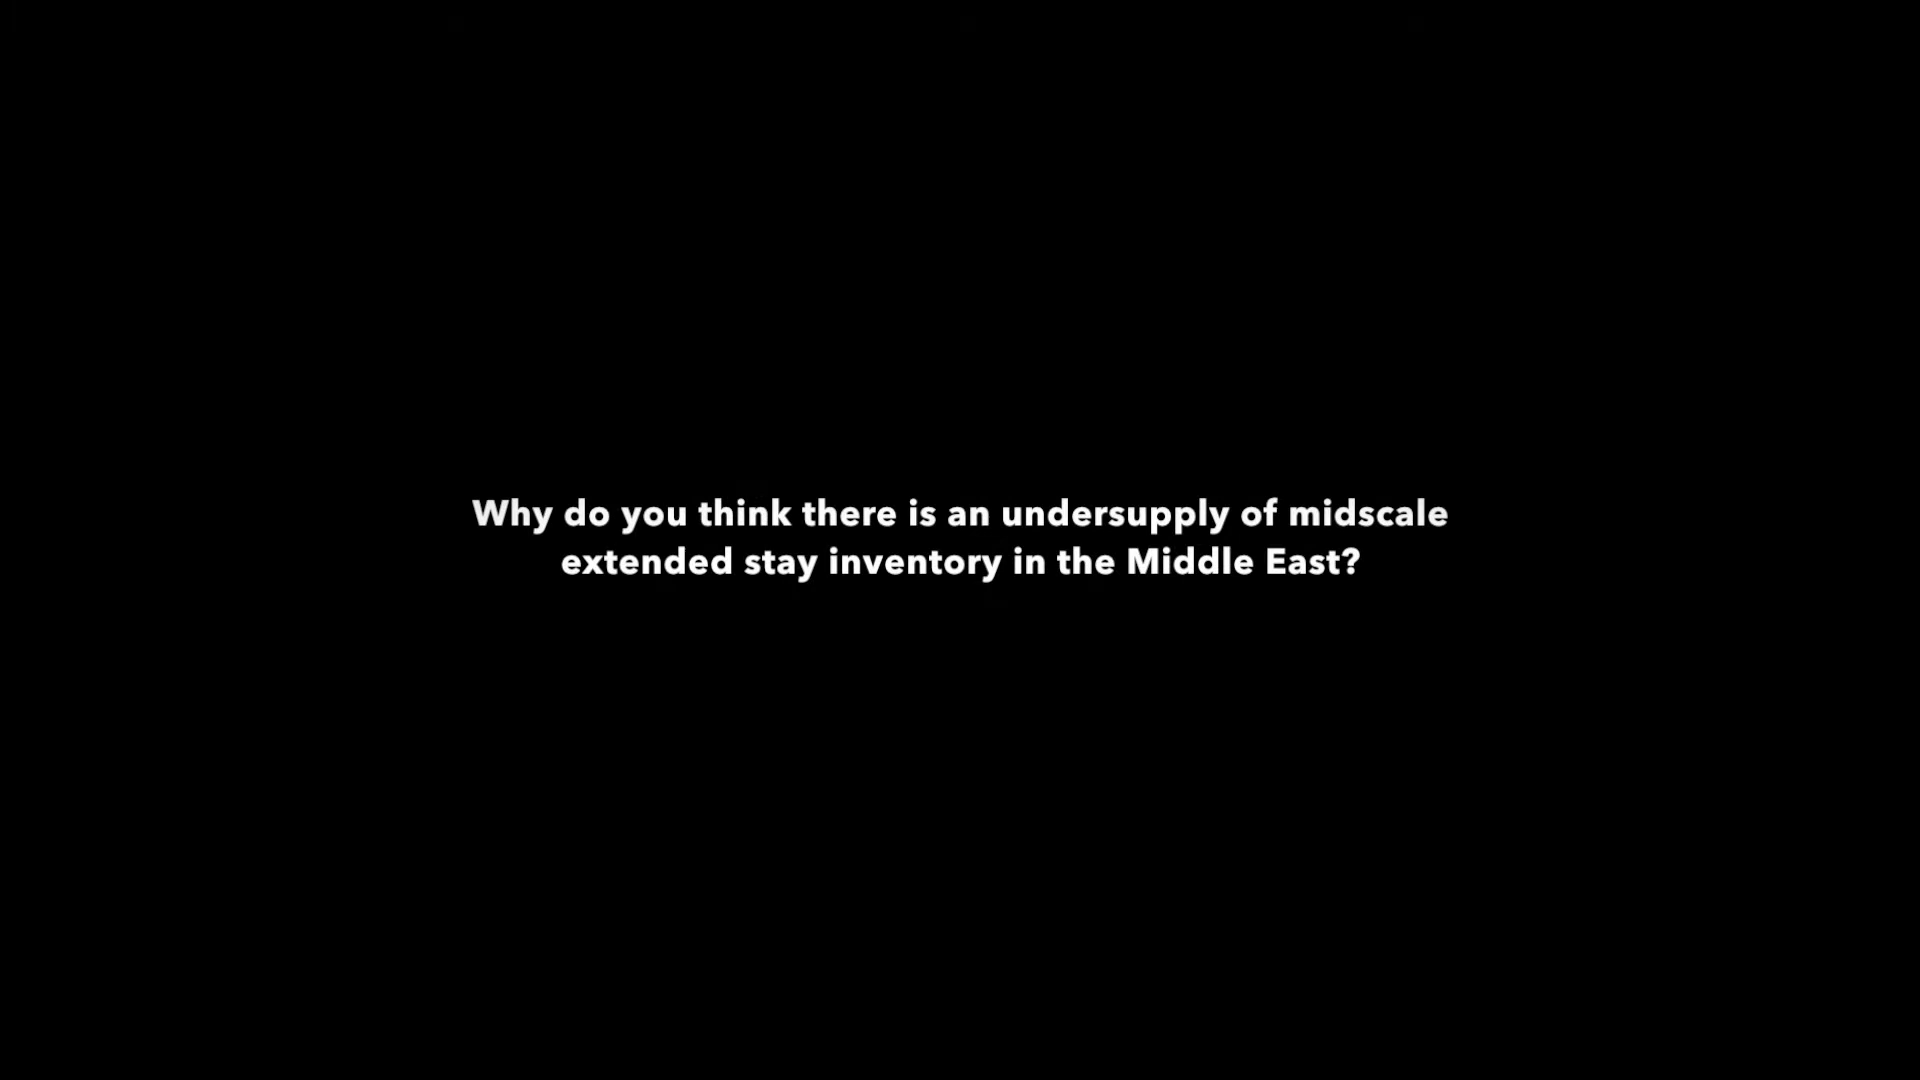 Why do you think there is an undersupply of midscale
extended stay inventory in the Middle East?